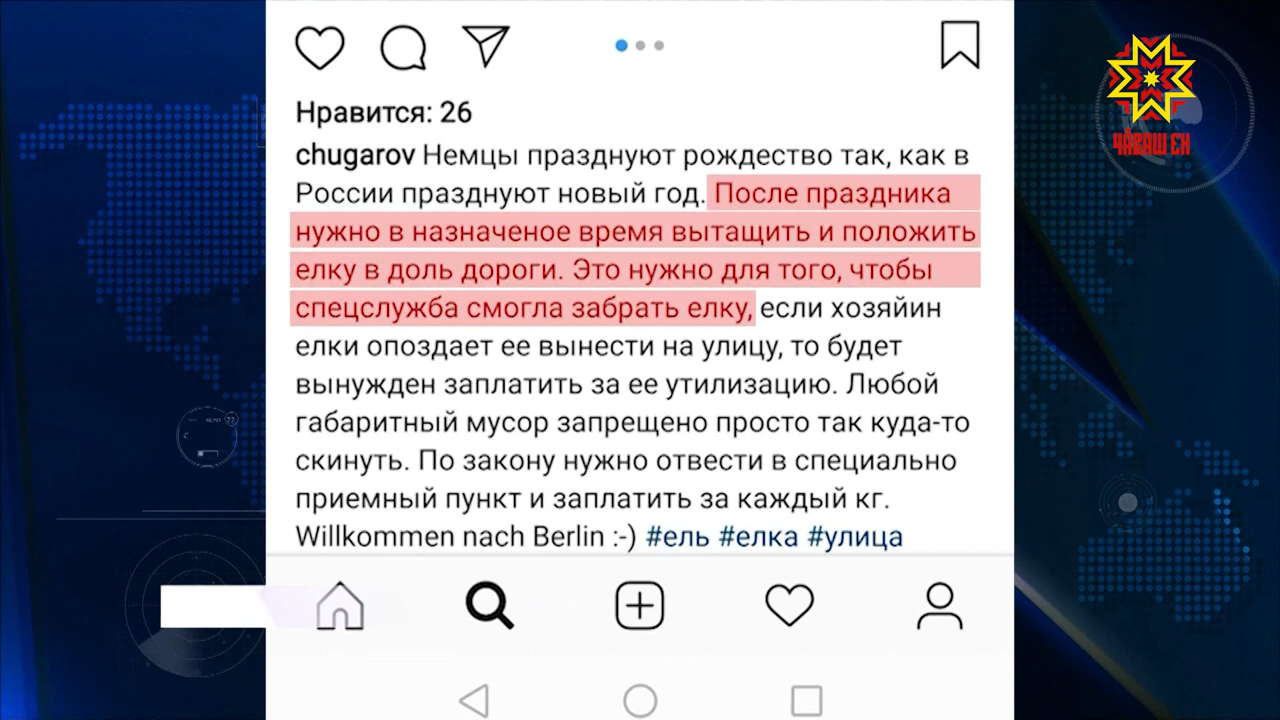 Нравится: 26
chugarov Немцы празднуют рождество так, как в
России празднуют новый год. После праздника
нужно в назначеное время вытащить и положить
елку в доль дороги. Это нужно для того, чтобы
спецслужба смогла забрать елку, если хозяйин
елки опоздает ее вынести на улицу, то будет
вынужден заплатить за ее утилизацию. Любой
габаритный мусор запрещено просто так куда-то
скинуть. По закону нужно отвести в специально
приемный пункт и заплатить за каждый кг.
Willkommen nach Berlin :-) #ель #елка #улица
ЧӐВАШ ЕН